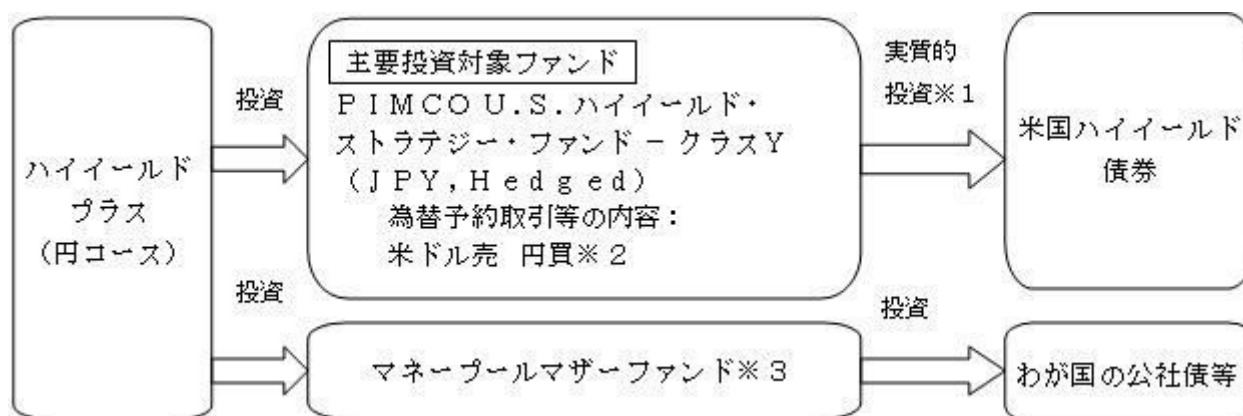 ハイイールド
プラス
(円コース)
投資
投資
主要投資対象ファンド
PIMCO U.S.ハイイールド・
ストラテジー・ファンド - クラスY
(JPY,Hedged)
為替予約取引等の内容:
米ドル売 円買※2
マネープールマザーファンド※3
実質的
投資※1
投資
米国ハイイールド
債券
わが国の公社債等